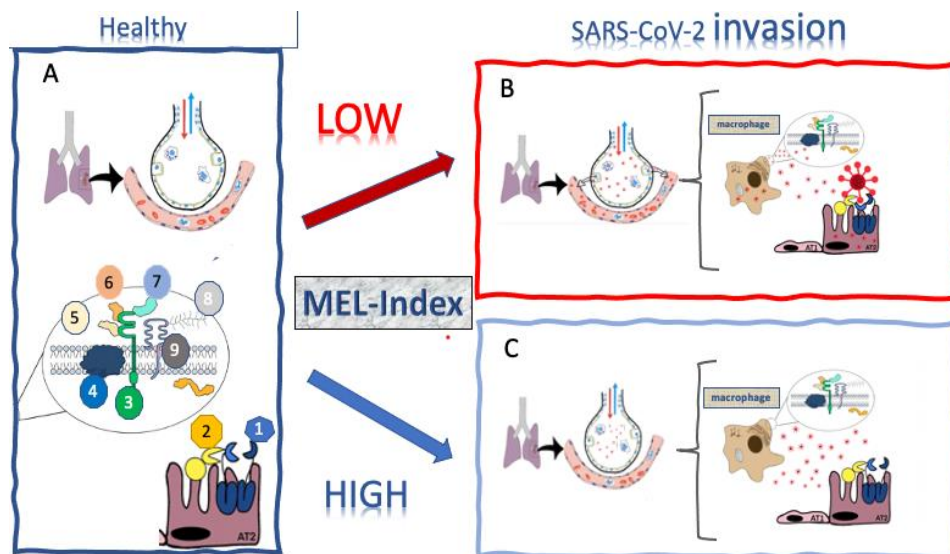 Healthy
SARS-CoV-2 invasion
A
LOW
B
macrophage
AT1
AT2
6
7
8
5
9
4
3
MEL-Index
2
1
AT2
HIGH
C
macrophage
AT1
AT2